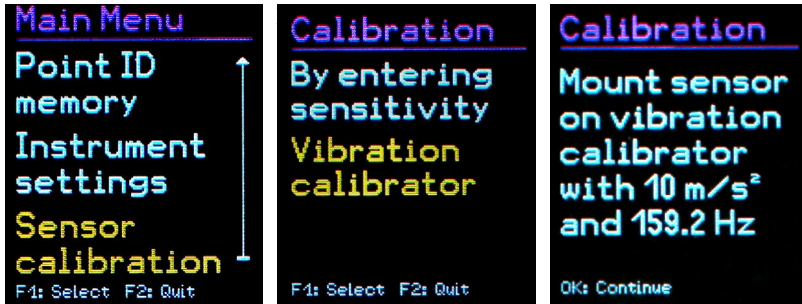 Main Menu
Point ID
memory
Instrument
settings
Sensor
calibration
F1: Select F2: Quit
Calibration
By entering
sensitivity
Vibration
calibrator
F1: Select F2: Quit
Calibration
Mount sensor
on vibration
calibrator
with 10 m/s²
and 159.2 Hz
OK: Continue